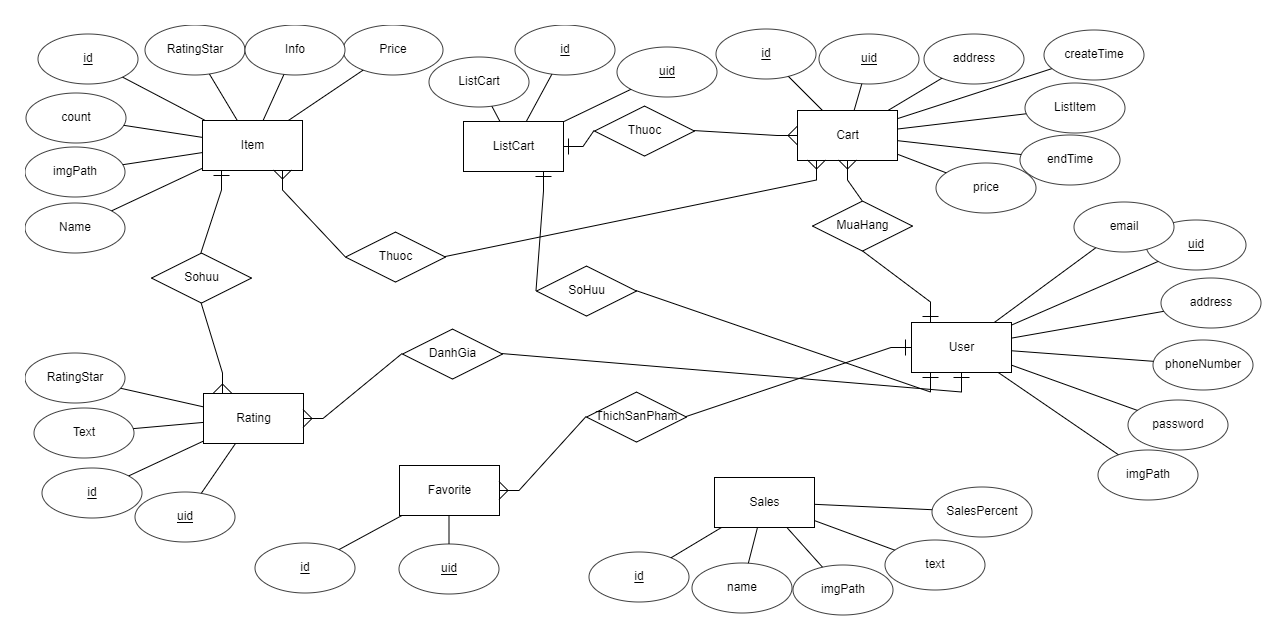 id
RatingStar
Info
Price
count
imgPath
Name
Item
ListCart
id
uid
ListCart
Thuoc
id
uid
address
createTime
ListItem
endTime
price
Cart
Sohuu
Thuoc
SoHuu
MuaHang
email
uid
address
phoneNumber
password
imgPath
User
DanhGia
ThichSanPham
RatingStar
Text
id
uid
Rating
Favorite
id
uid
Sales
SalesPercent
text
id
name
imgPath